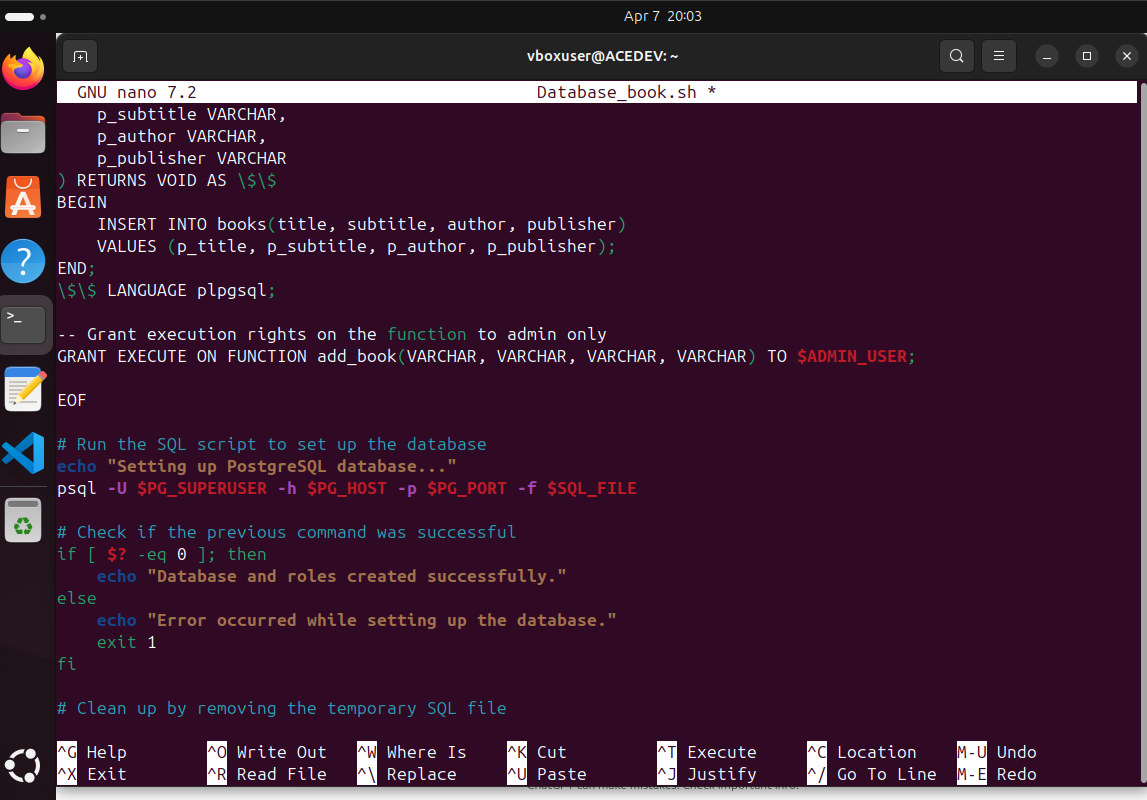 Apr 7 20:03
vboxuser@ACEDEV: ~
GNU nano 7.2 Database_book.sh *
    p_subtitle VARCHAR,
    p_author VARCHAR,
    p_publisher VARCHAR
) RETURNS VOID AS \$\$
BEGIN
    INSERT INTO books(title, subtitle, author, publisher)
    VALUES (p_title, p_subtitle, p_author, p_publisher);
END;
\$\$ LANGUAGE plpgsql;
-- Grant execution rights on the function to admin only
GRANT EXECUTE ON FUNCTION add_book(VARCHAR, VARCHAR, VARCHAR, VARCHAR) TO $ADMIN_USER;
EOF
# Run the SQL script to set up the database
echo "Setting up PostgreSQL database..."
psql -U $PG_SUPERUSER -h $PG_HOST -p $PG_PORT -f $SQL_FILE
# Check if the previous command was successful
if [ $? -eq 0 ]; then
    echo "Database and roles created successfully."
else
    echo "Error occurred while setting up the database."
    exit 1
fi
# Clean up by removing the temporary SQL file
^G Help ^O Write Out ^W Where Is ^K Cut ^T Execute ^C Location M-U Undo
^X Exit ^R Read File ^\ Replace ^U Paste ^J Justify ^/ Go To Line M-E Redo